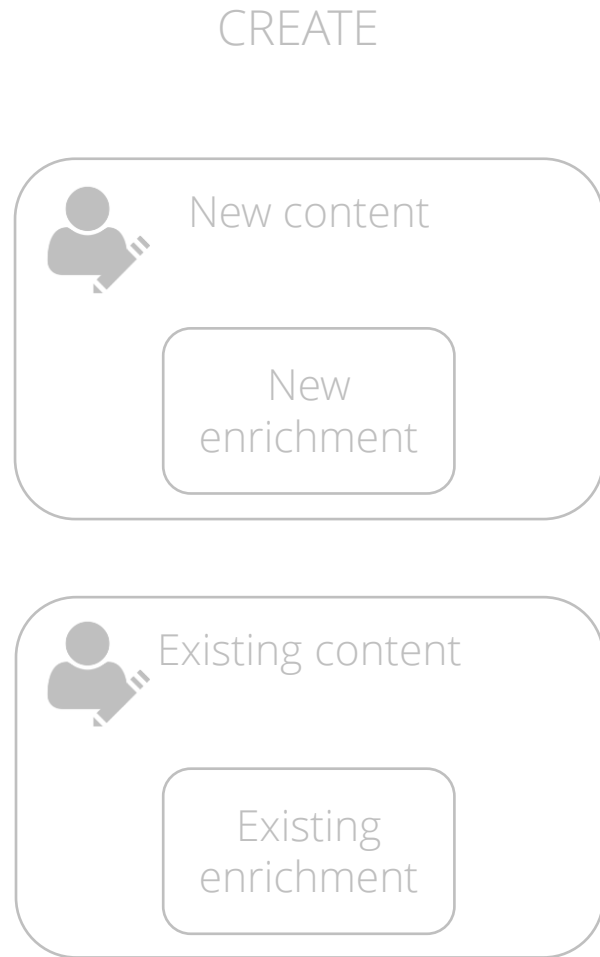 CREATE
New content
New
enrichment
Existing content
Existing
enrichment